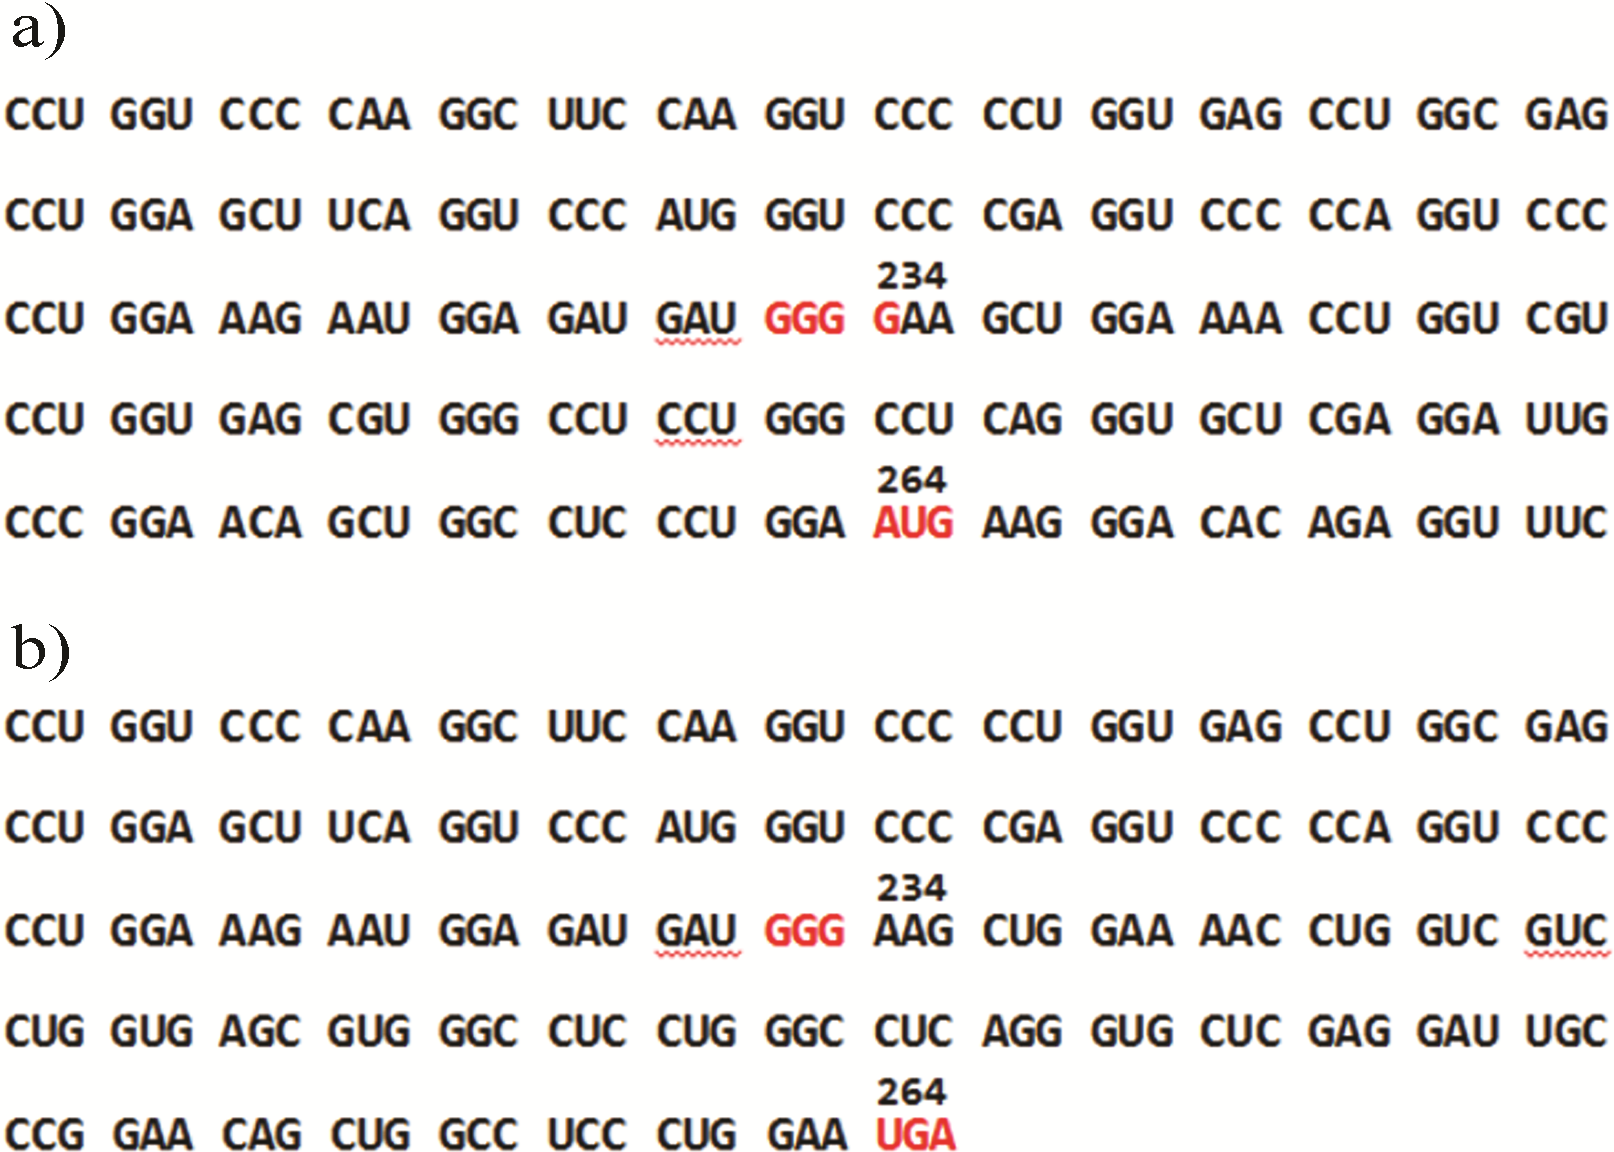 a)
CCU GGU CCC CAA GGC UUC CAA GGU CCC CCU GGU GAG CCU GGC GAG
CCU GGA GCU UCA GGU CCC AUG GGU CCC CGA GGU CCC CCA GGU CCC
234
CCU GGA AAG AAU GGA GAU GAU GGG GAA GCU GGA AAA CCU GGU CGU
CCU GGU GAG CGU GGG CCU CCU GGG CCU CAG GGU GCU CGA GGA UUG
264
CCC GGA ACA GCU GGC CUC CCU GGA AUG AAG GGA CAC AGA GGU UUC
b)
CCU GGU CCC CAA GGC UUC CAA GGU CCC CCU GGU GAG CCU GGC GAG
CCU GGA GCU UCA GGU CCC AUG GGU CCC CGA GGU CCC CCA GGU CCC
234
CCU GGA AAG AAU GGA GAU GAU GGG AAG CUG GAA AAC CUG GUC GUC
CUG GUG AGC GUG GGC CUC CUG GGC CUC AGG GUG CUC GAG GAU UGC
264
CCG GAA CAG CUG GCC UCC CUG GAA UGA